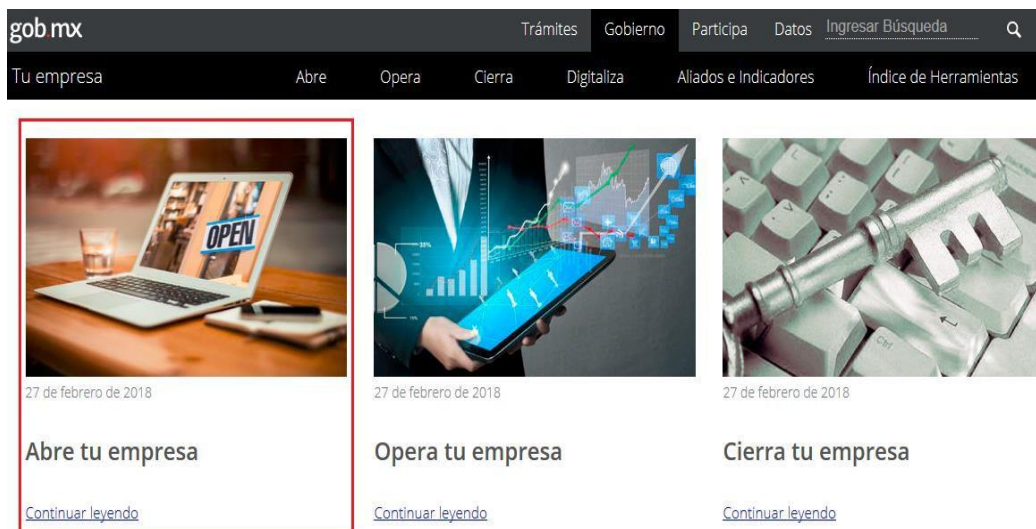 gob.mx
Trámites Gobierno Participa Datos Ingresar Búsqueda
Tu empresa Abre Opera Cierra Digitaliza Aliados e Indicadores Índice de Herramientas
OPEN
27 de febrero de 2018
Abre tu empresa
Continuar leyendo
27 de febrero de 2018
Opera tu empresa
Continuar leyendo
Ctrl
27 de febrero de 2018
Cierra tu empresa
Continuar leyendo